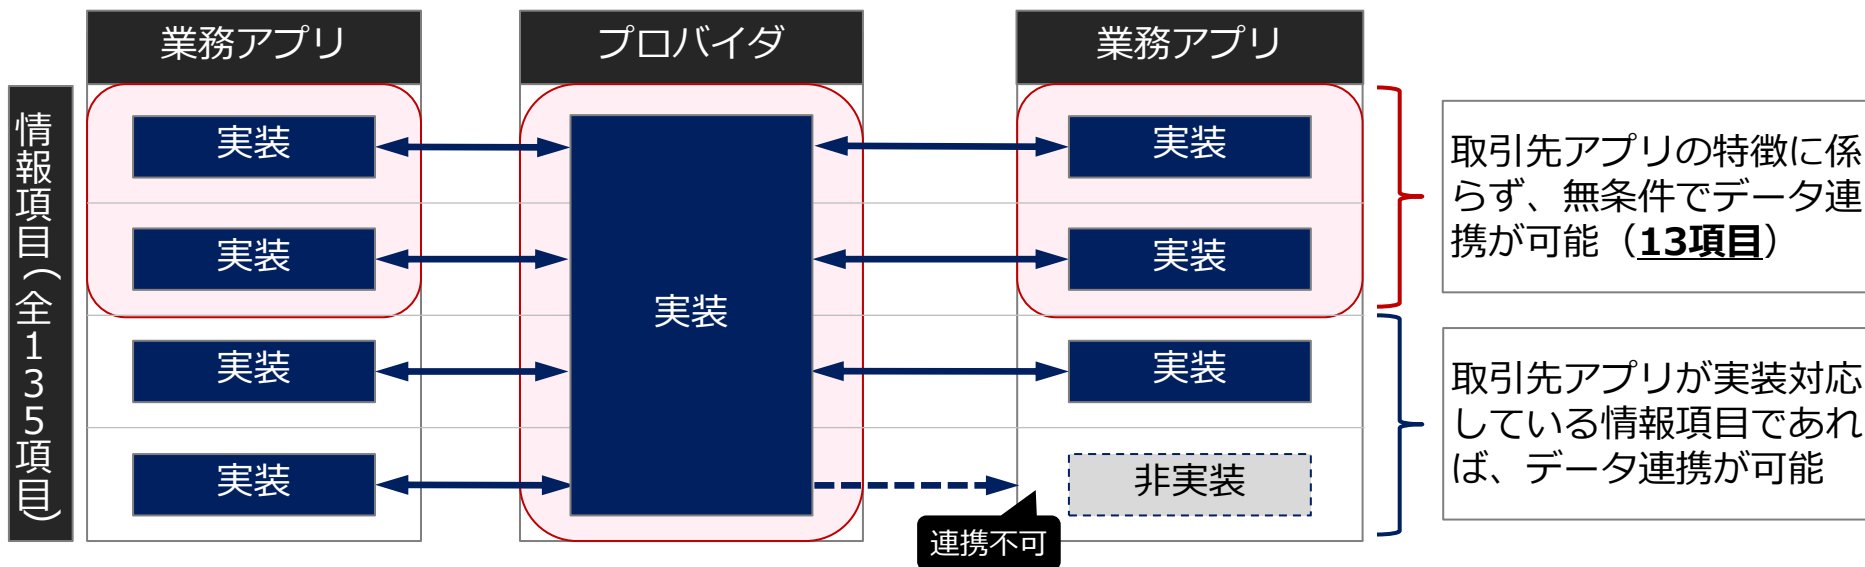 業務アプリ
プロバイダ
業務アプリ
情報項目(全135項目)
実装
実装
実装
実装
実装
実装
実装
実装
非実装
連携不可
取引先アプリの特徴に係
らず、無条件でデータ連
携が可能（13項目）
取引先アプリが実装対応
している情報項目であれ
ば、データ連携が可能